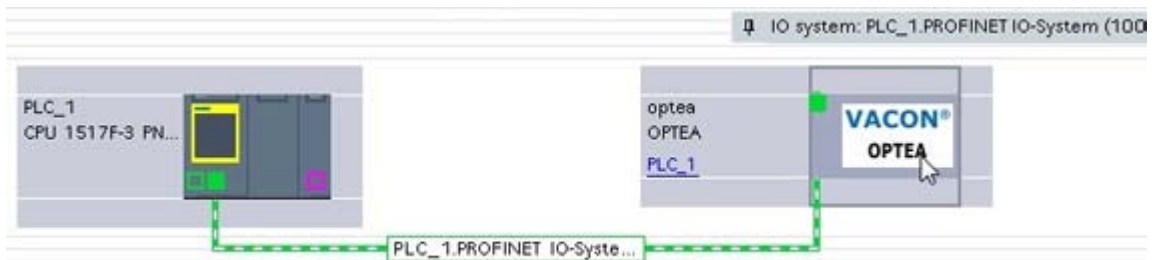 IO system: PLC_1.PROFINET IO-System (100
PLC_1
CPU 1517F-3 PN...
optea
OPTEA
PLC_1
VACON®
OPTEA
PLC_1.PROFINET IO-Syste...